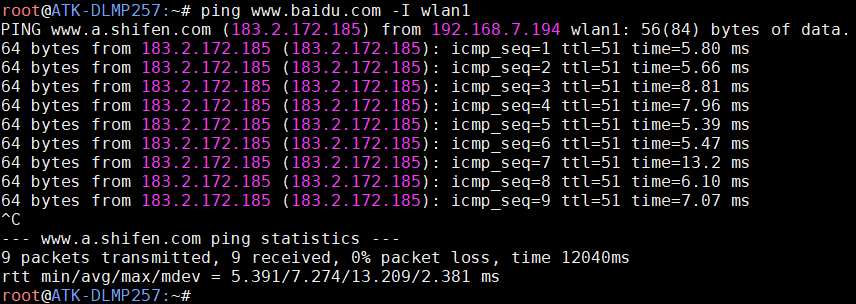 root@ATK-DLMP257:~# ping www.baidu.com -I wlan1
PING www.a.shifen.com (183.2.172.185) from 192.168.7.194 wlan1: 56(84) bytes of data.
64 bytes from 183.2.172.185 (183.2.172.185): icmp_seq=1 ttl=51 time=5.80 ms
64 bytes from 183.2.172.185 (183.2.172.185): icmp_seq=2 ttl=51 time=5.66 ms
64 bytes from 183.2.172.185 (183.2.172.185): icmp_seq=3 ttl=51 time=8.81 ms
64 bytes from 183.2.172.185 (183.2.172.185): icmp_seq=4 ttl=51 time=7.96 ms
64 bytes from 183.2.172.185 (183.2.172.185): icmp_seq=5 ttl=51 time=5.39 ms
64 bytes from 183.2.172.185 (183.2.172.185): icmp_seq=6 ttl=51 time=5.47 ms
64 bytes from 183.2.172.185 (183.2.172.185): icmp_seq=7 ttl=51 time=13.2 ms
64 bytes from 183.2.172.185 (183.2.172.185): icmp_seq=8 ttl=51 time=6.10 ms
64 bytes from 183.2.172.185 (183.2.172.185): icmp_seq=9 ttl=51 time=7.07 ms
^C
--- www.a.shifen.com ping statistics ---
9 packets transmitted, 9 received, 0% packet loss, time 12040ms
rtt min/avg/max/mdev = 5.391/7.274/13.209/2.381 ms
root@ATK-DLMP257:~#